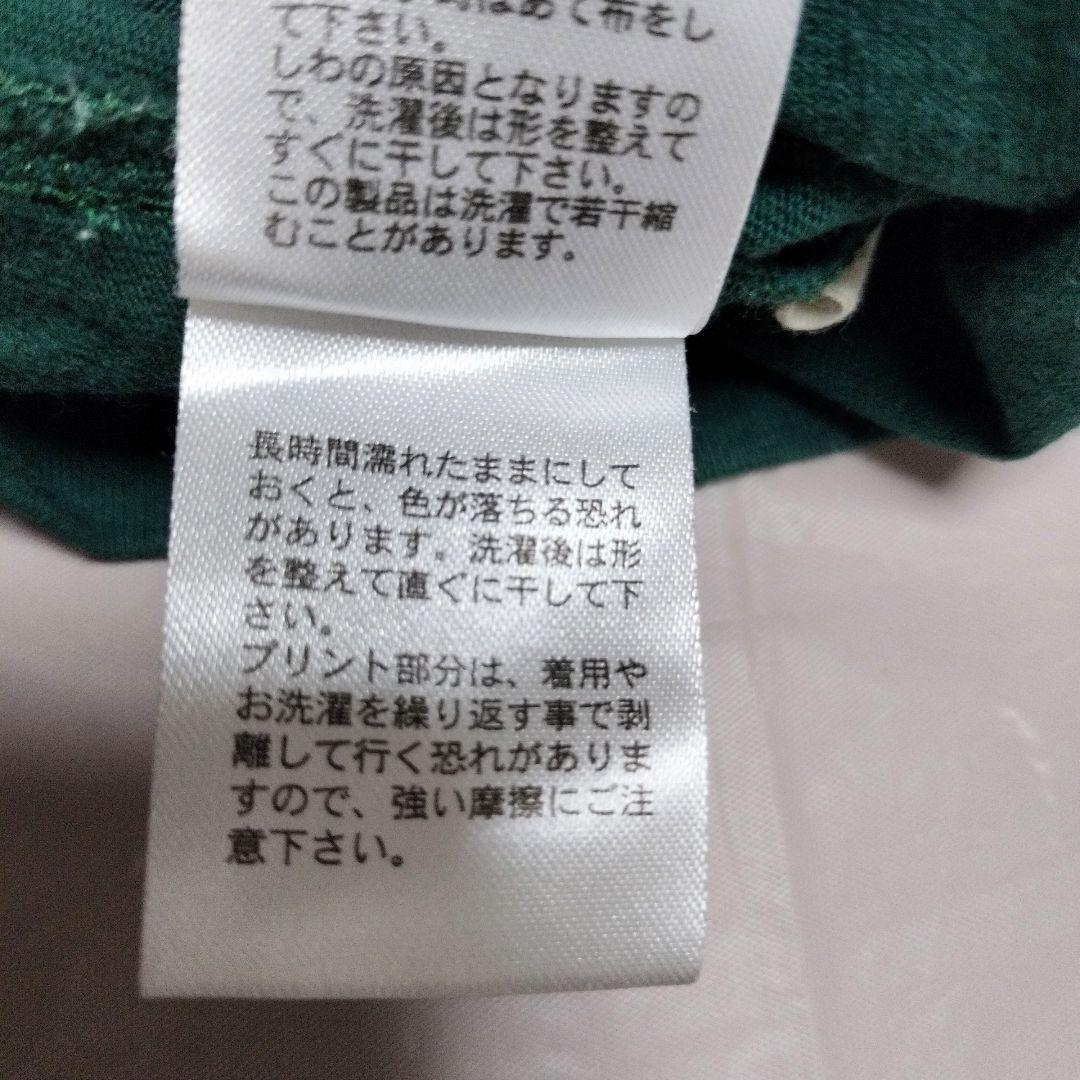 時はあて布をし
て下さい。
しわの原因となりますの
で、洗濯後は形を整えて
すぐに干して下さい。
この製品は洗濯で若干縮
むことがあります。
長時間濡れたままにして
おくと、色が落ちる恐れ
があります。洗濯後は形
を整えて直ぐに干して下
さい。
プリント部分は、着用や
お洗濯を繰り返す事で剥
離して行く恐れがありま
すので、強い摩擦にご注
意下さい。